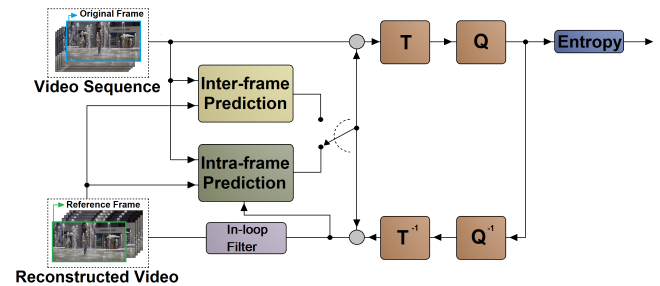 Original Frame
Video Sequence
Inter-frame
Prediction
Intra-frame
Prediction
T
Q
Entropy
Reference Frame
Reconstructed Video
In-loop
Filter
T-1
Q-1